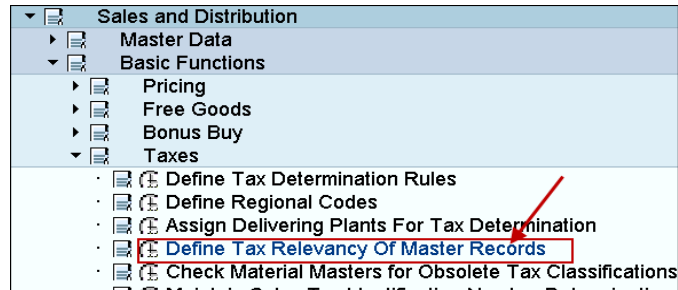 Sales and Distribution
Master Data
Basic Functions
Pricing
Free Goods
Bonus Buy
Taxes
Define Tax Determination Rules
Define Regional Codes
Assign Delivering Plants For Tax Determination
Define Tax Relevancy Of Master Records
Check Material Masters for Obsolete Tax Classifications